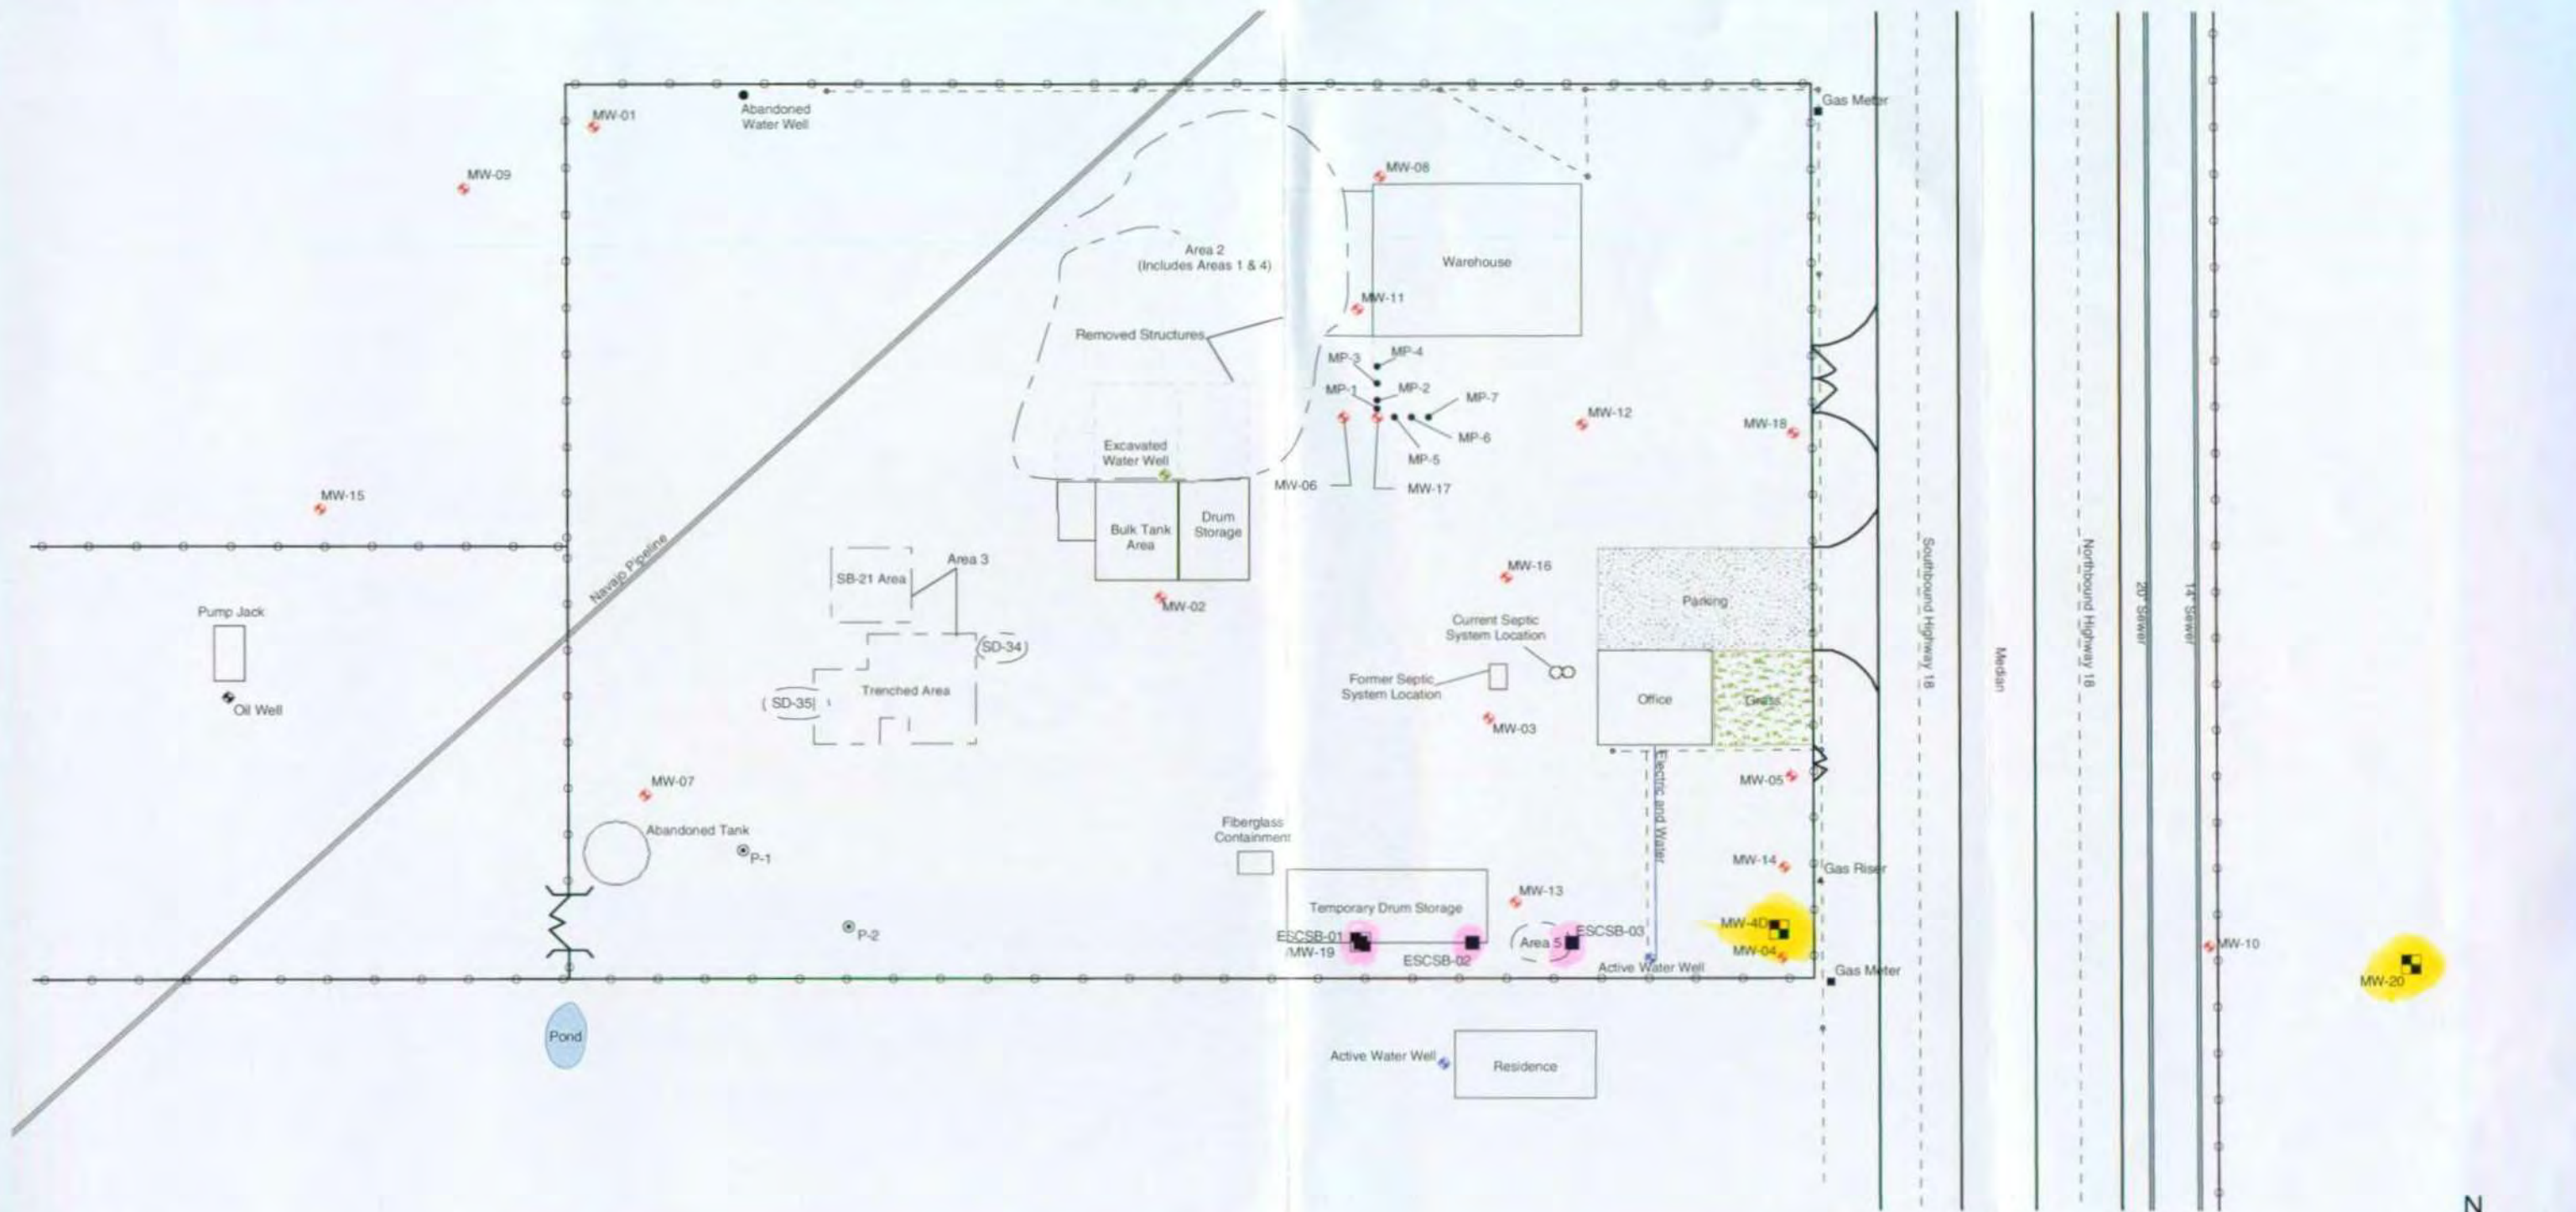 MW-01
Abandoned
Water Well
Gas Meter
MW-09
MW-08
Area 2
(Includes Areas 1 & 4)
Warehouse
MW-11
Removed Structures
MP-3
MP-4
MP-1
MP-2
MP-7
MW-12
MW-18
MP-6
Excavated
Water Well
MP-5
MW-06
MW-17
MW-15
Bulk Tank
Area
Drum
Storage
Navajo Pipeline
SB-21 Area
Area 3
MW-16
MW-02
Parking
Pump Jack
Current Septic
System Location
SD-34
Former Septic
System Location
Trenched Area
SD-35
Office
Grass
Oil Well
MW-03
Southbound Highway 18
Median
Northbound Highway 18
20" Sewer
14" Sewer
MW-07
MW-05
Electric and Water
Abandoned Tank
P-1
Fiberglass
Containment
MW-14
Gas Riser
MW-13
Temporary Drum Storage
MW-4D
P-2
ESCSB-01
/MW-19
ESCSB-02
Area 5
ESCSB-03
MW-04
MW-10
Active Water Well
Gas Meter
MW-20
Pond
Active Water Well
Residence
N